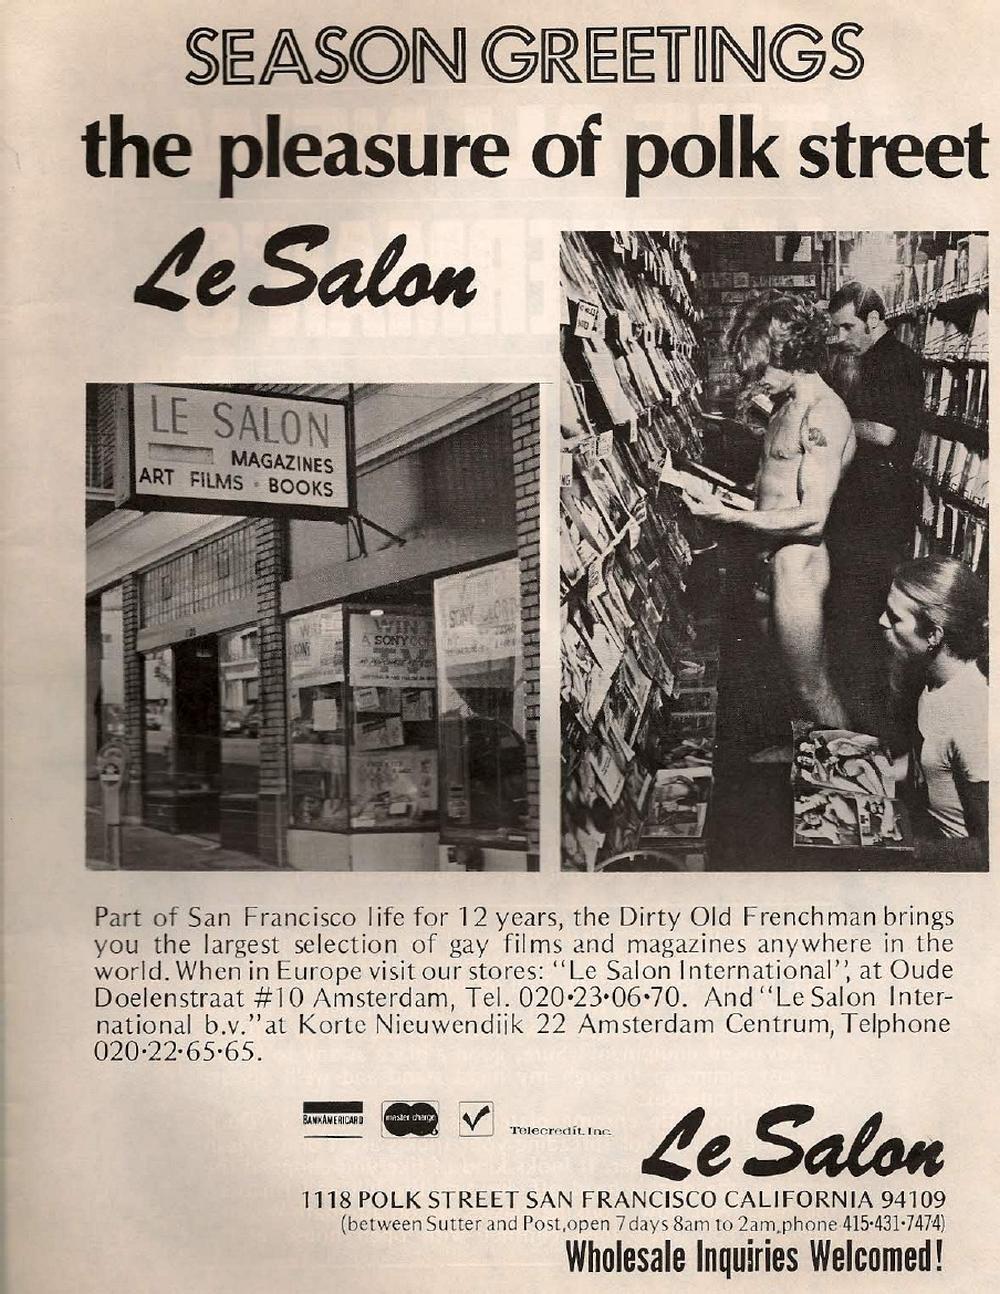 SEASON GREETINGS
the pleasure of polk street
Le Salon
LE SALON
MAGAZINES
ART FILMS • BOOKS
WIN
A SONY
Part of San Francisco life for 12 years, the Dirty Old Frenchman brings
you the largest selection of gay films and magazines anywhere in the
world. When in Europe visit our stores: "Le Salon International", at Oude
Doelenstraat #10 Amsterdam, Tel. 020•23•06•70. And "Le Salon Inter-
national b.v." at Korte Nieuwendijk 22 Amsterdam Centrum, Telphone
020•22•65•65.
BANKAMERICARD
master charge
Telecredit, Inc.
Le Salon
1118 POLK STREET SAN FRANCISCO CALIFORNIA 94109
(between Sutter and Post, open 7 days 8am to 2am, phone 415•431•7474)
Wholesale Inquiries Welcomed!